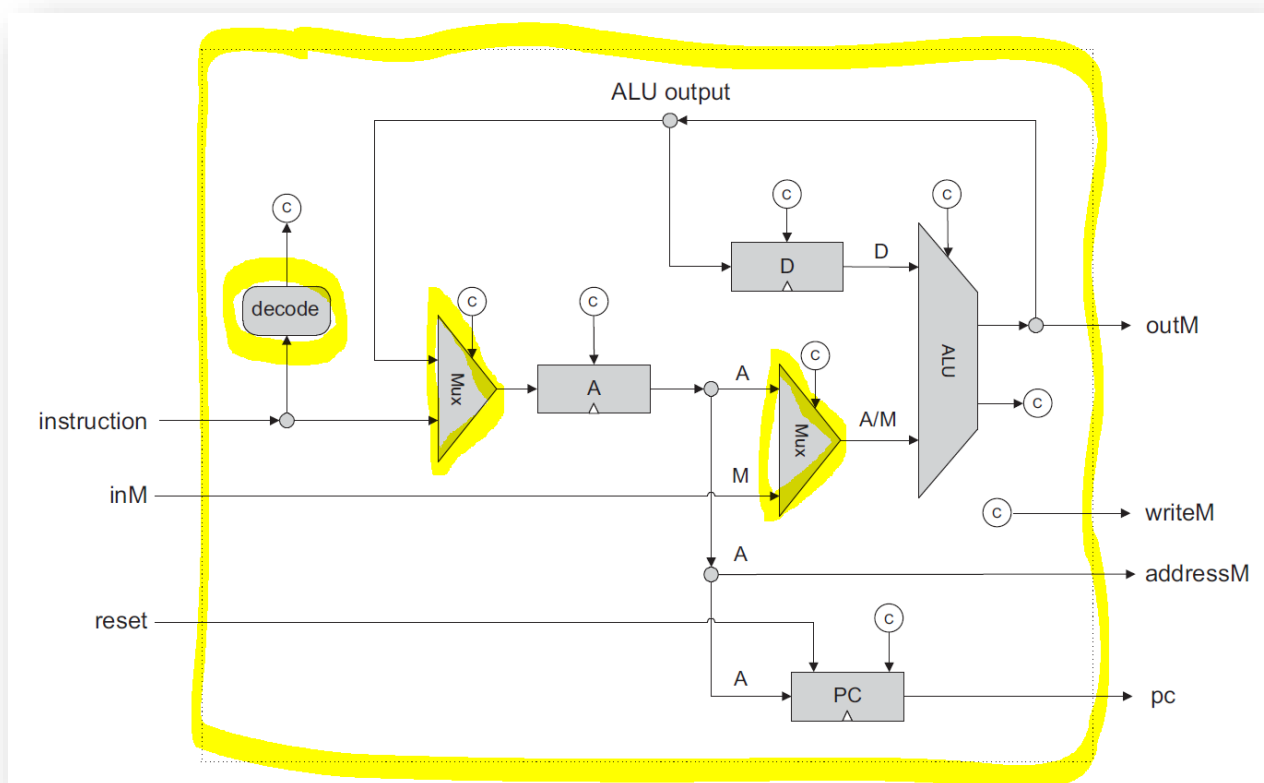 ALU output
C
C
C
D
D
decode
C
C
C
outM
Mux
A
A
Mux
A/M
ALU
C
instruction
M
inM
C
writeM
A
addressM
reset
C
A
PC
pc